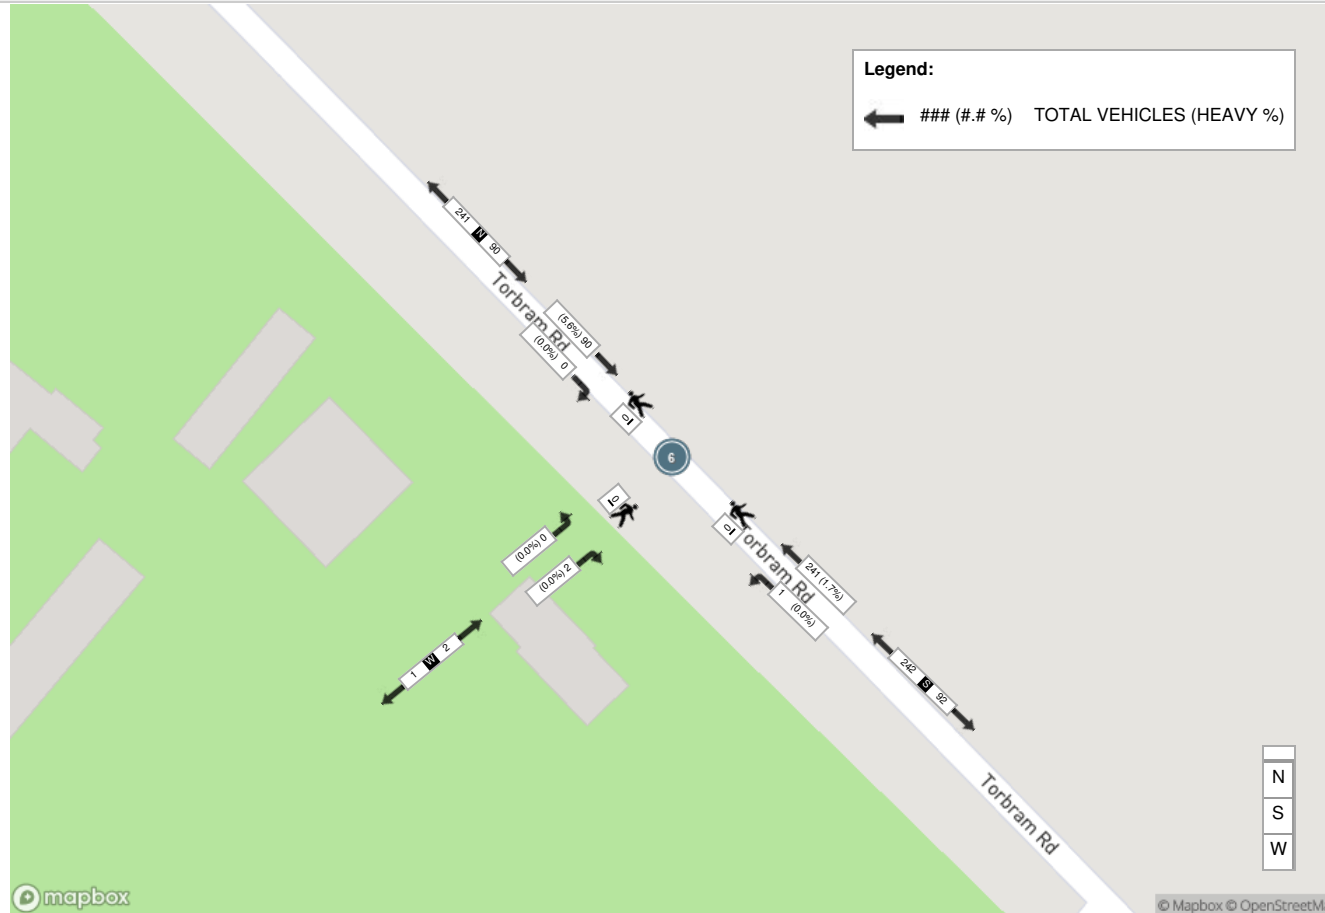 Legend:
### (#.# %) TOTAL VEHICLES (HEAVY %)
241 N 90
Torbram Rd
(5.6%) 90
(0.0%) 0
0
6
0
0
(0.0%) 0
(0.0%) 2
Torbram Rd
241 (1.7%)
1 (0.0%)
1 W 2
242 S 92
Torbram Rd
N
S
W
mapbox
© Mapbox © OpenStreetM